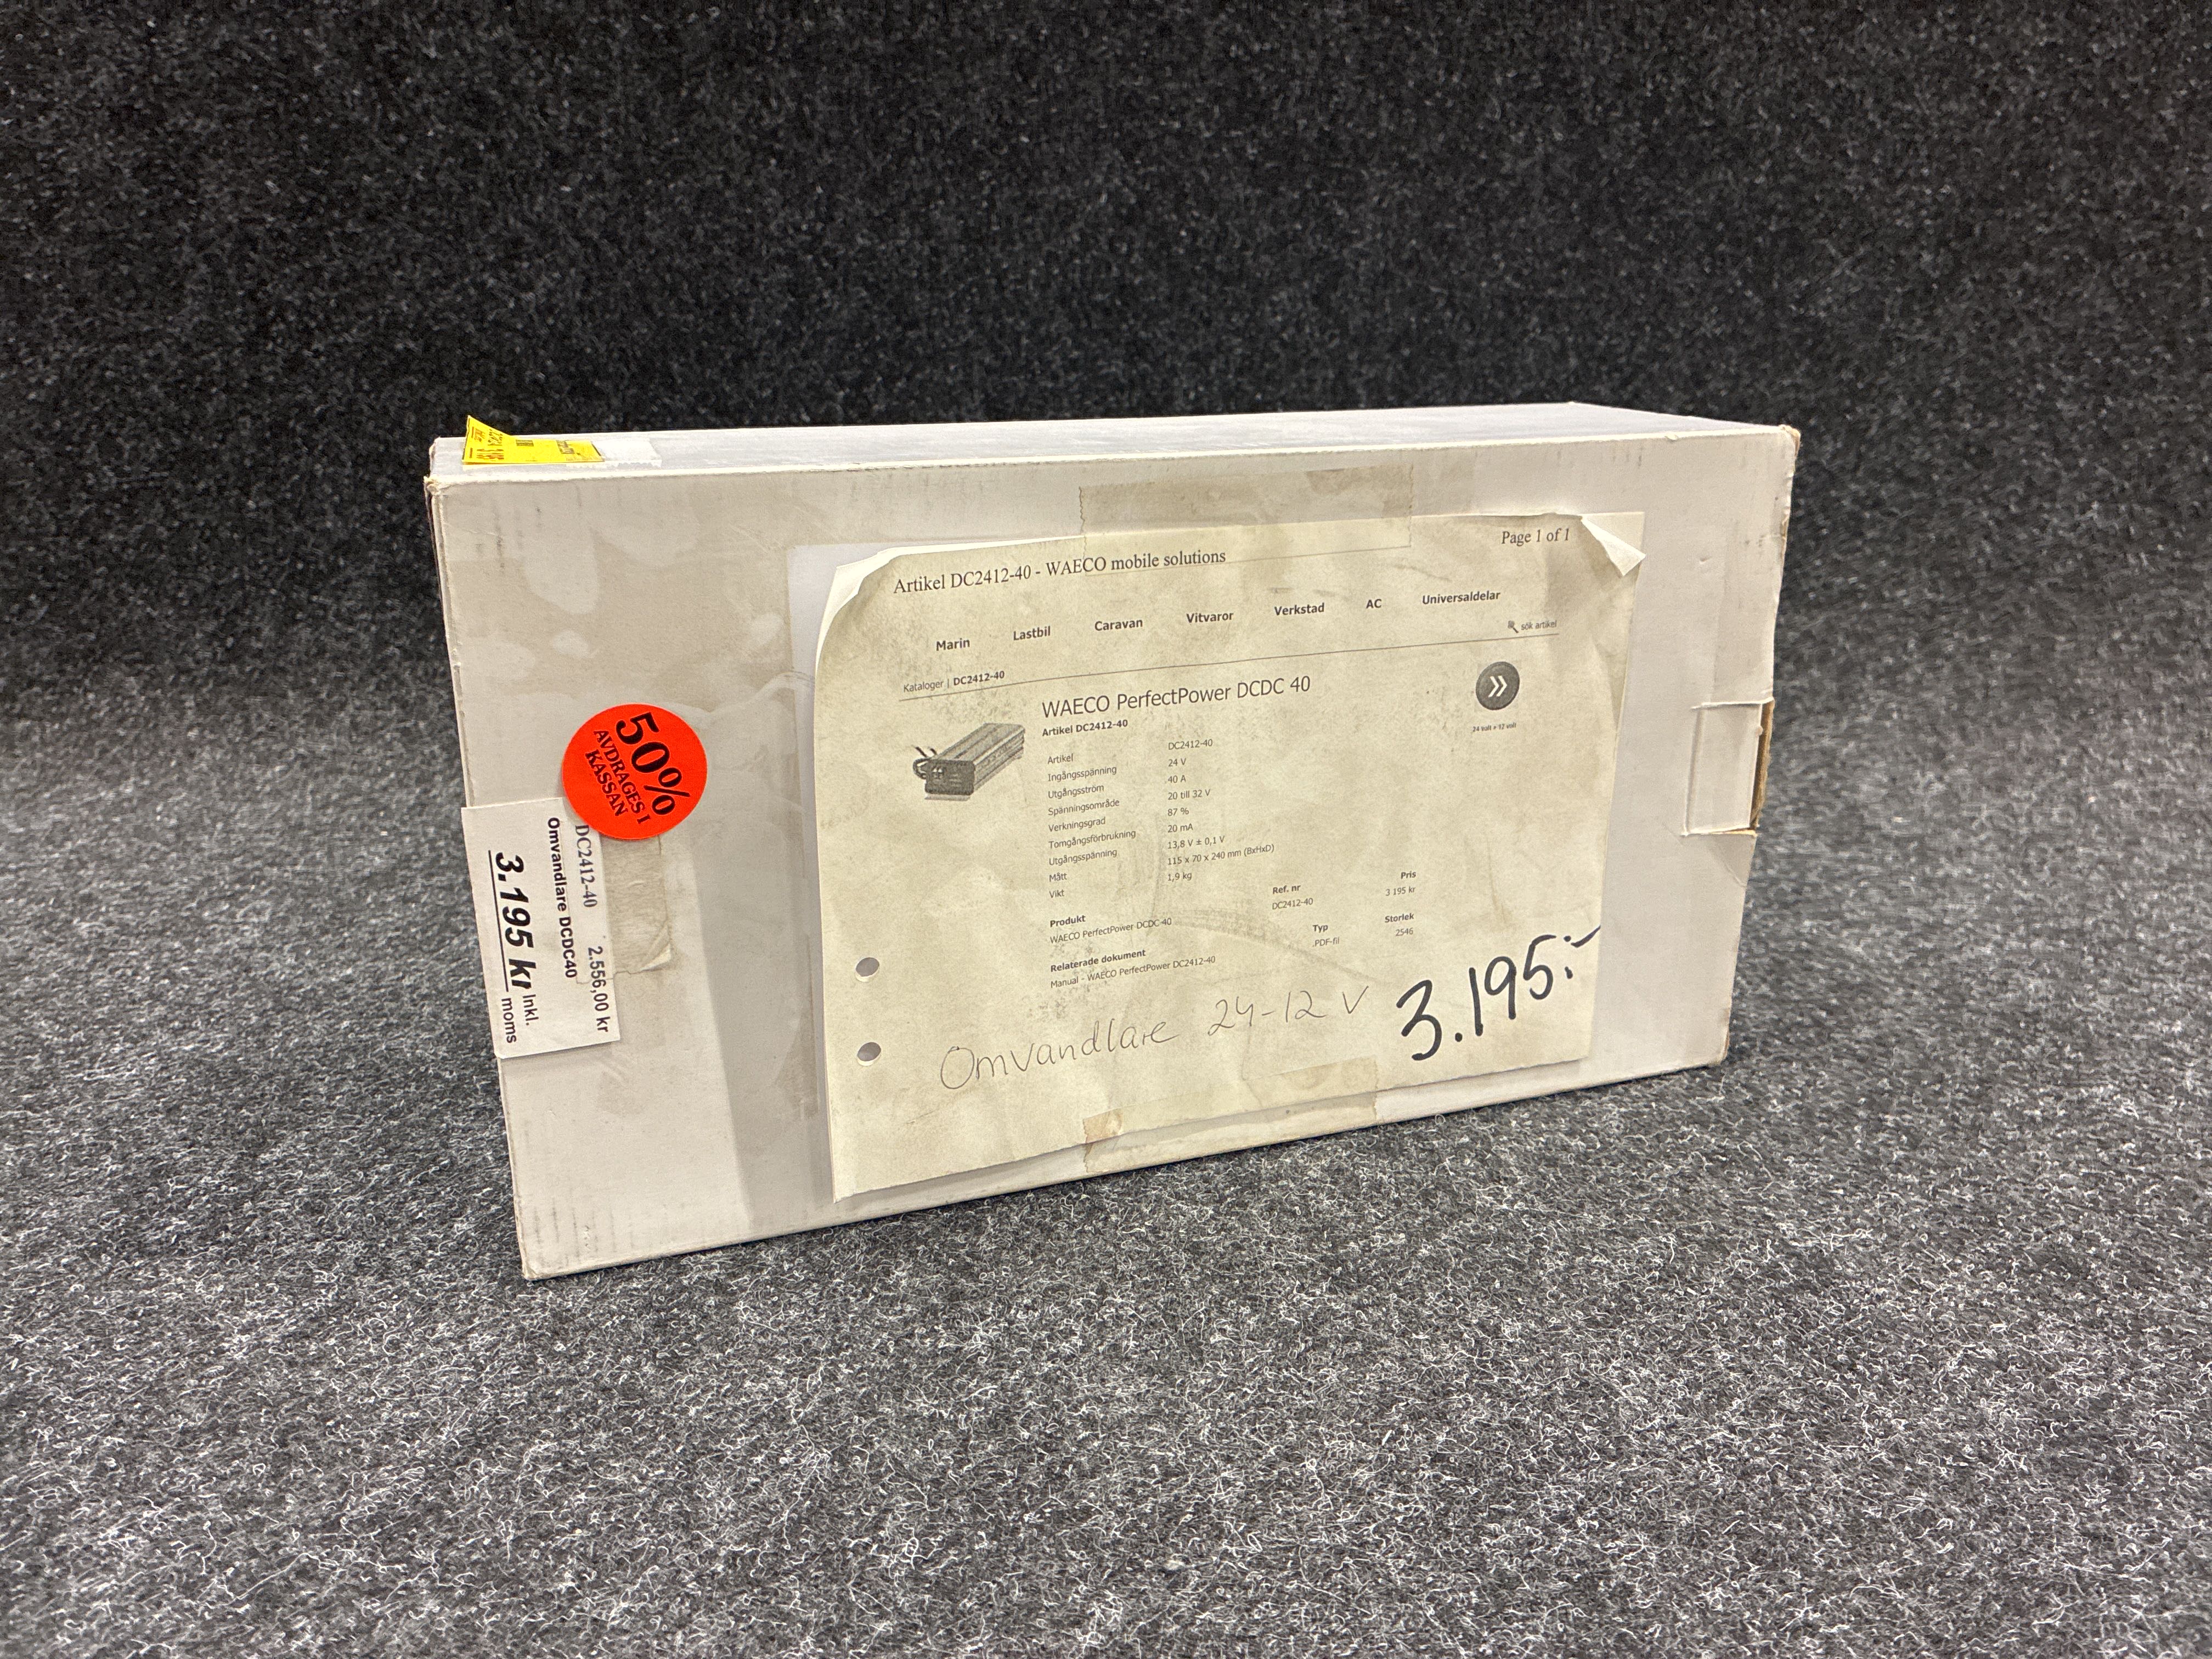 Artikel DC2412-40 - WAECO mobile solutions
Page 1 of 1
Marin Lastbil Caravan Vitvaror Verkstad AC Universaldelar
sök artikel
Kataloger | DC2412-40
WAECO PerfectPower DCDC 40
Artikel DC2412-40
24 volt > 12 volt
Artikel DC2412-40
Ingångsspänning 24 V
Utgångsström 40 A
Spänningsområde 20 till 32 V
Verkningsgrad 87 %
Tomgångsförbrukning 20 mA
Utgångsspänning 13,8 V ± 0,1 V
Mått 115 x 70 x 240 mm (BxHxD)
Vikt 1,9 kg
Produkt Ref. nr Pris
WAECO PerfectPower DCDC 40 DC2412-40 3 195 kr
Relaterade dokument Typ Storlek
Manual - WAECO PerfectPower DC2412-40 .PDF-fil 2546
Omvandlare 24-12 V
3.195:-
50%
AVDRAGES I
KASSAN
DC2412-40 2.556,00 kr
Omvandlare DCDC40
3.195 kr Inkl.
moms